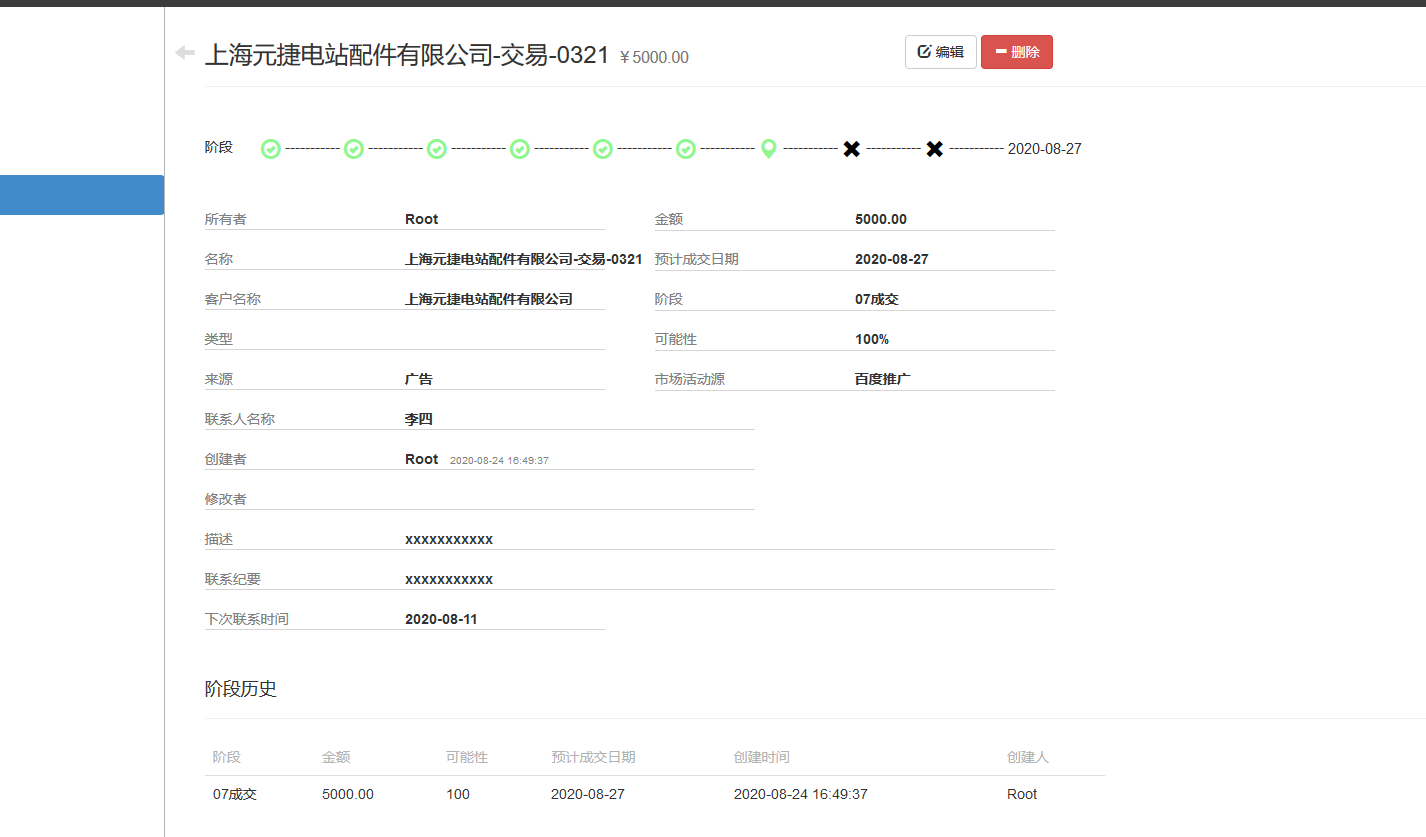 上海元捷电站配件有限公司-交易-0321 ￥5000.00 编辑 删除
阶段 ----------- ----------- ----------- ----------- ----------- ----------- ----------- ----------- ----------- 2020-08-27
所有者 Root 金额 5000.00
名称 上海元捷电站配件有限公司-交易-0321 预计成交日期 2020-08-27
客户名称 上海元捷电站配件有限公司 阶段 07成交
类型 可能性 100%
来源 广告 市场活动源 百度推广
联系人名称 李四
创建者 Root 2020-08-24 16:49:37
修改者
描述 xxxxxxxxxxx
联系纪要 xxxxxxxxxxx
下次联系时间 2020-08-11
阶段历史
阶段 金额 可能性 预计成交日期 创建时间 创建人
07成交 5000.00 100 2020-08-27 2020-08-24 16:49:37 Root